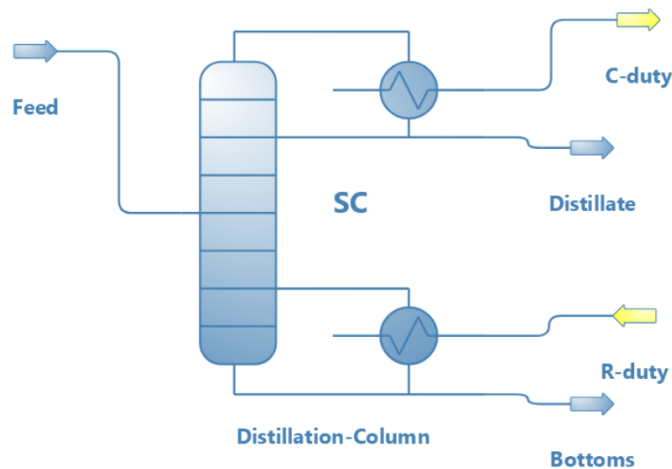 C-duty
Feed
SC
Distillate
R-duty
Distillation-Column
Bottoms